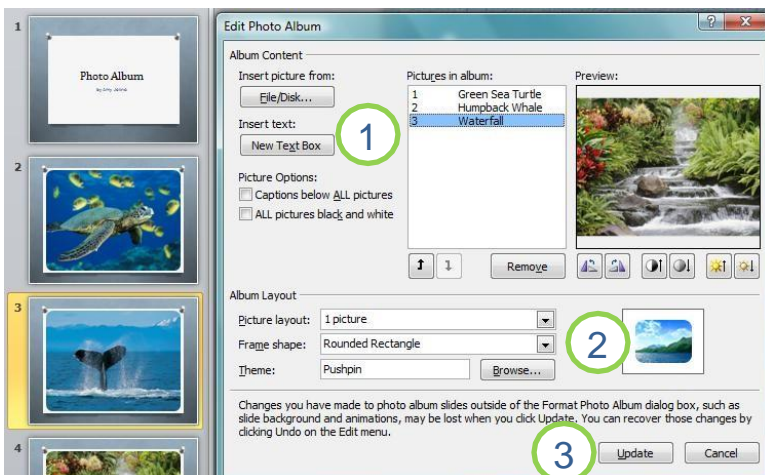 1
Photo Album
by Amy Jalma
2
3
4
Edit Photo Album
Album Content
Insert picture from:
File/Disk...
Insert text:
New Text Box
1
Picture Options:
Captions below ALL pictures
ALL pictures black and white
Pictures in album:
1 Green Sea Turtle
2 Humpback Whale
3 Waterfall
Remove
Preview:
Album Layout
Picture layout: 1 picture
Frame shape: Rounded Rectangle
Theme: Pushpin Browse...
2
Changes you have made to photo album slides outside of the Format Photo Album dialog box, such as
slide background and animations, may be lost when you click Update. You can recover those changes by
clicking Undo on the Edit menu.
3
Update Cancel